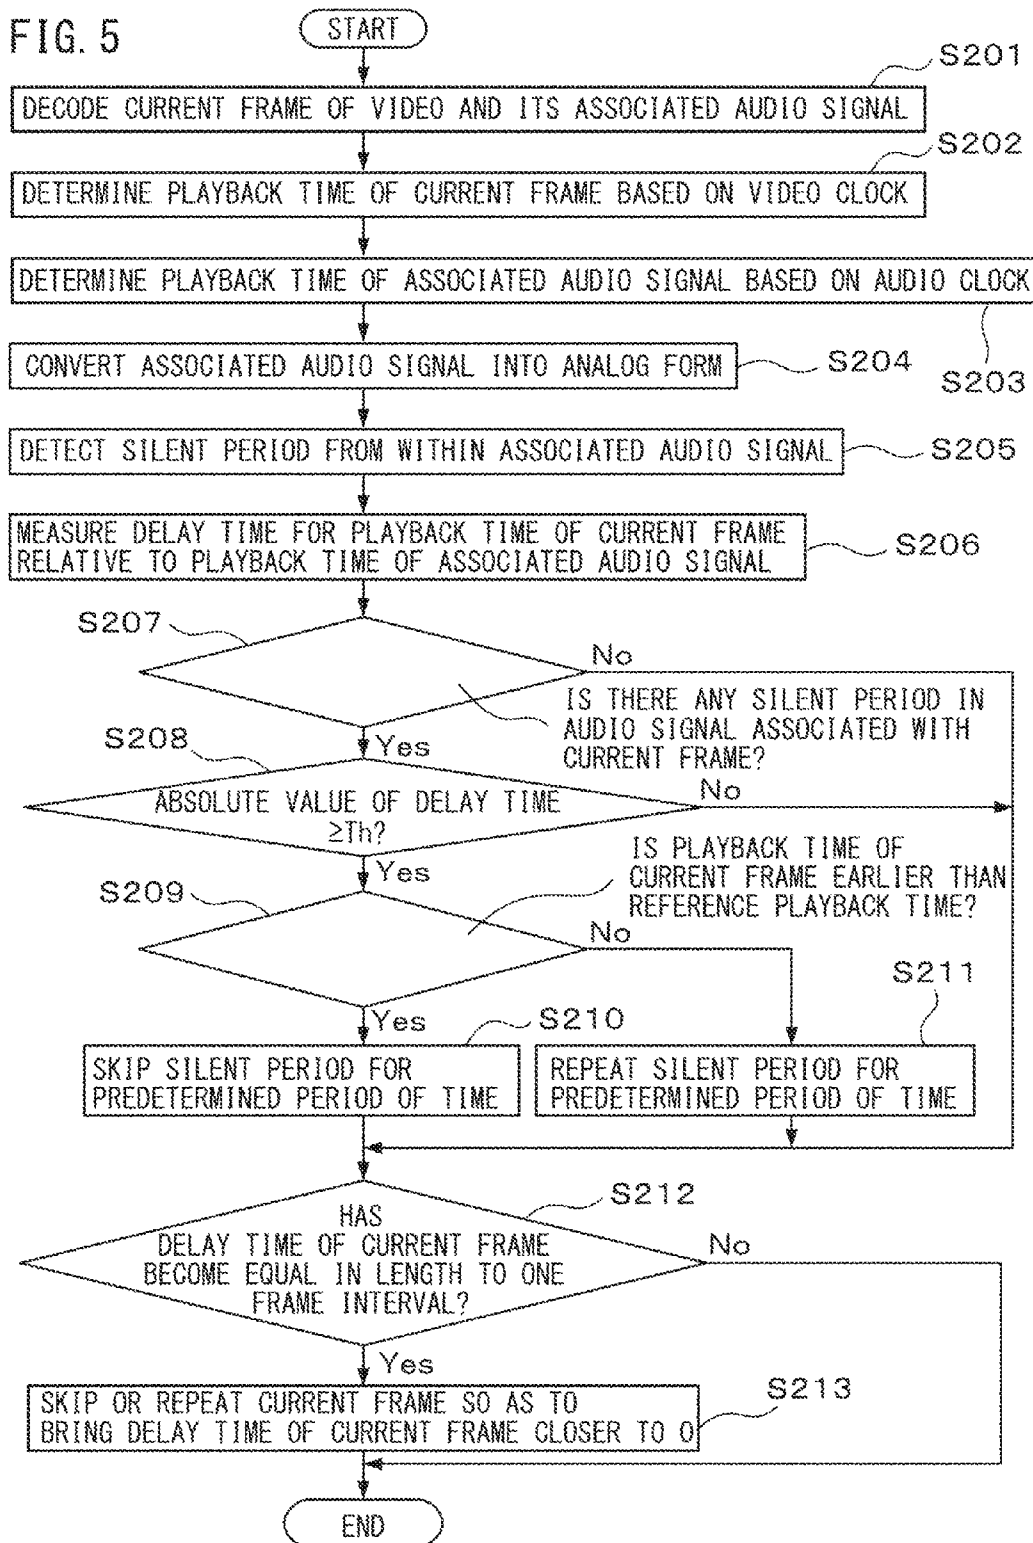 FIG. 5
START
S201
DECODE CURRENT FRAME OF VIDEO AND ITS ASSOCIATED AUDIO SIGNAL
S202
DETERMINE PLAYBACK TIME OF CURRENT FRAME BASED ON VIDEO CLOCK
DETERMINE PLAYBACK TIME OF ASSOCIATED AUDIO SIGNAL BASED ON AUDIO CLOCK
S203
CONVERT ASSOCIATED AUDIO SIGNAL INTO ANALOG FORM
S204
DETECT SILENT PERIOD FROM WITHIN ASSOCIATED AUDIO SIGNAL
S205
MEASURE DELAY TIME FOR PLAYBACK TIME OF CURRENT FRAME
RELATIVE TO PLAYBACK TIME OF ASSOCIATED AUDIO SIGNAL
S206
S207
No
IS THERE ANY SILENT PERIOD IN
AUDIO SIGNAL ASSOCIATED WITH
CURRENT FRAME?
Yes
S208
ABSOLUTE VALUE OF DELAY TIME
≥Th?
No
Yes
S209
IS PLAYBACK TIME OF
CURRENT FRAME EARLIER THAN
REFERENCE PLAYBACK TIME?
No
Yes
S210
SKIP SILENT PERIOD FOR
PREDETERMINED PERIOD OF TIME
S211
REPEAT SILENT PERIOD FOR
PREDETERMINED PERIOD OF TIME
S212
HAS
DELAY TIME OF CURRENT FRAME
BECOME EQUAL IN LENGTH TO ONE
FRAME INTERVAL?
No
Yes
S213
SKIP OR REPEAT CURRENT FRAME SO AS TO
BRING DELAY TIME OF CURRENT FRAME CLOSER TO 0
END